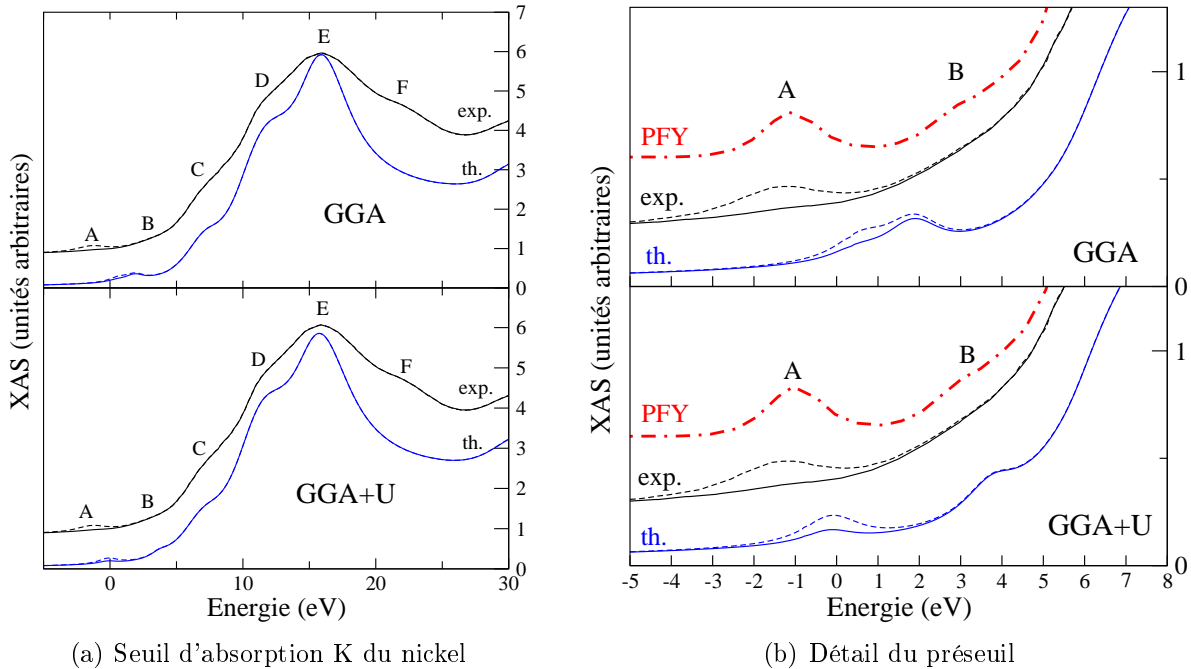 XAS (unités arbitraires)
7
6
5
4
3
2
1
0
A
B
C
D
E
F
exp.
th.
GGA
6
5
4
3
2
1
0
A
B
C
D
E
F
exp.
th.
GGA+U
0
10
20
30
Energie (eV)
(a) Seuil d'absorption K du nickel
XAS (unités arbitraires)
1
0
A
B
PFY
exp.
th.
GGA
1
0
A
B
PFY
exp.
th.
GGA+U
-5 -4 -3 -2 -1 0 1 2 3 4 5 6 7 8
Energie (eV)
(b) Détail du préseuil